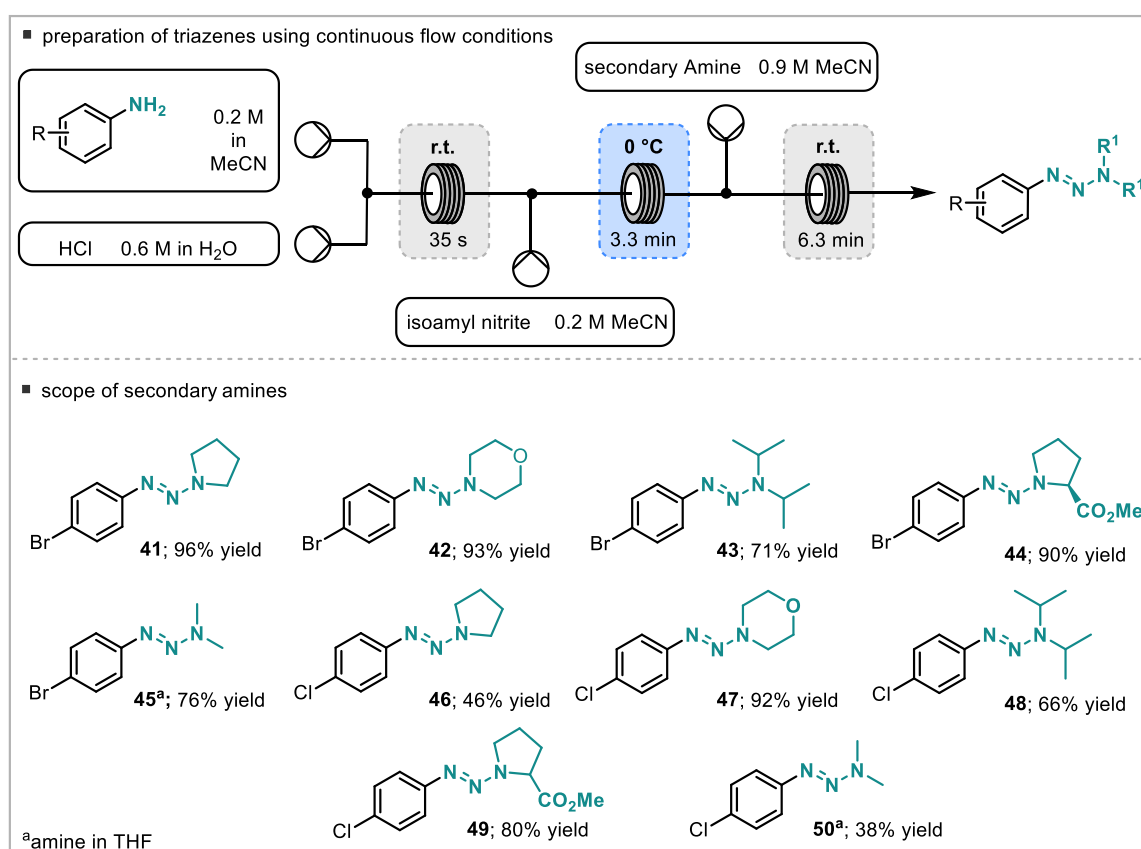 ▪ preparation of triazenes using continuous flow conditions
secondary Amine 0.9 M MeCN
NH₂
R
0.2 M
in
MeCN
r.t.
0 °C
r.t.
R¹
N N N R¹
R
35 s
3.3 min
6.3 min
HCl 0.6 M in H₂O
isoamyl nitrite 0.2 M MeCN
▪ scope of secondary amines
N N N
Br
41; 96% yield
O
N N N
Br
42; 93% yield
N N N
Br
43; 71% yield
N N N
CO₂Me
Br
44; 90% yield
N N N
Br
45ᵃ; 76% yield
N N N
Cl
46; 46% yield
O
N N N
Cl
47; 92% yield
N N N
Cl
48; 66% yield
N N N
CO₂Me
Cl
49; 80% yield
N N N
Cl
50ᵃ; 38% yield
ᵃamine in THF